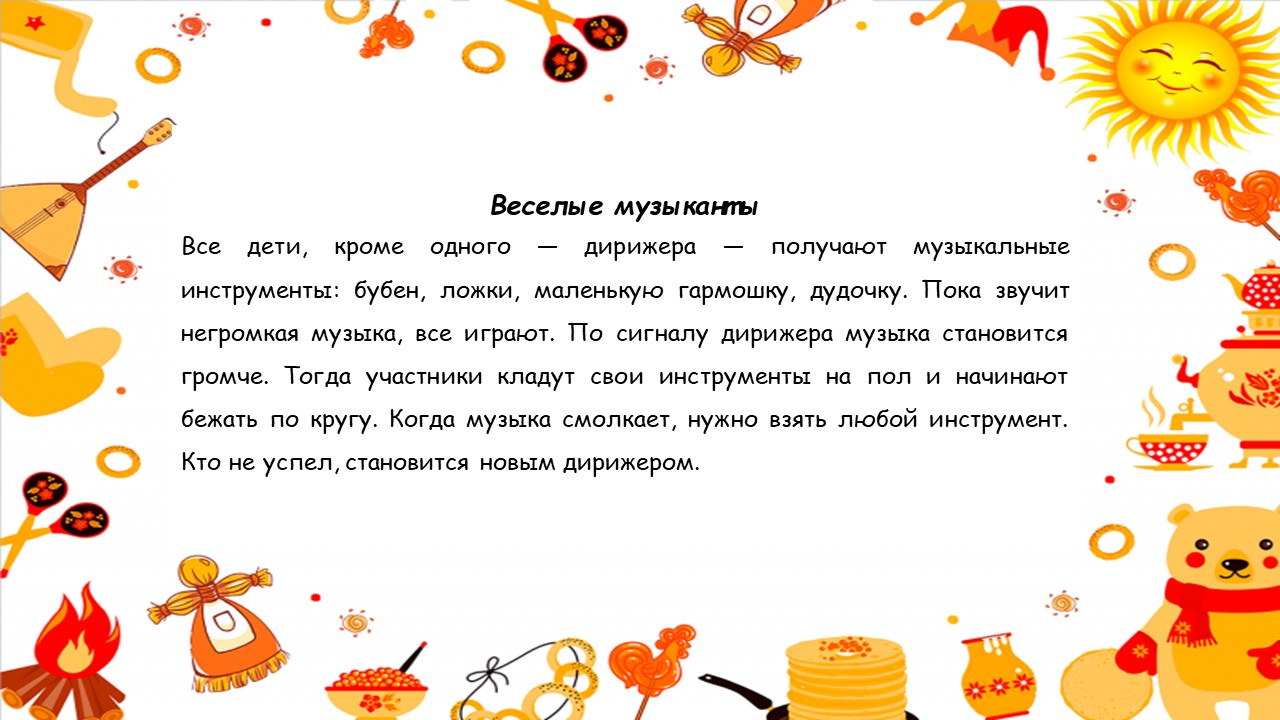 Веселые музыканты
Все дети, кроме одного — дирижера — получают музыкальные
инструменты: бубен, ложки, маленькую гармошку, дудочку. Пока звучит
негромкая музыка, все играют. По сигналу дирижера музыка становится
громче. Тогда участники кладут свои инструменты на пол и начинают
бежать по кругу. Когда музыка смолкает, нужно взять любой инструмент.
Кто не успел, становится новым дирижером.